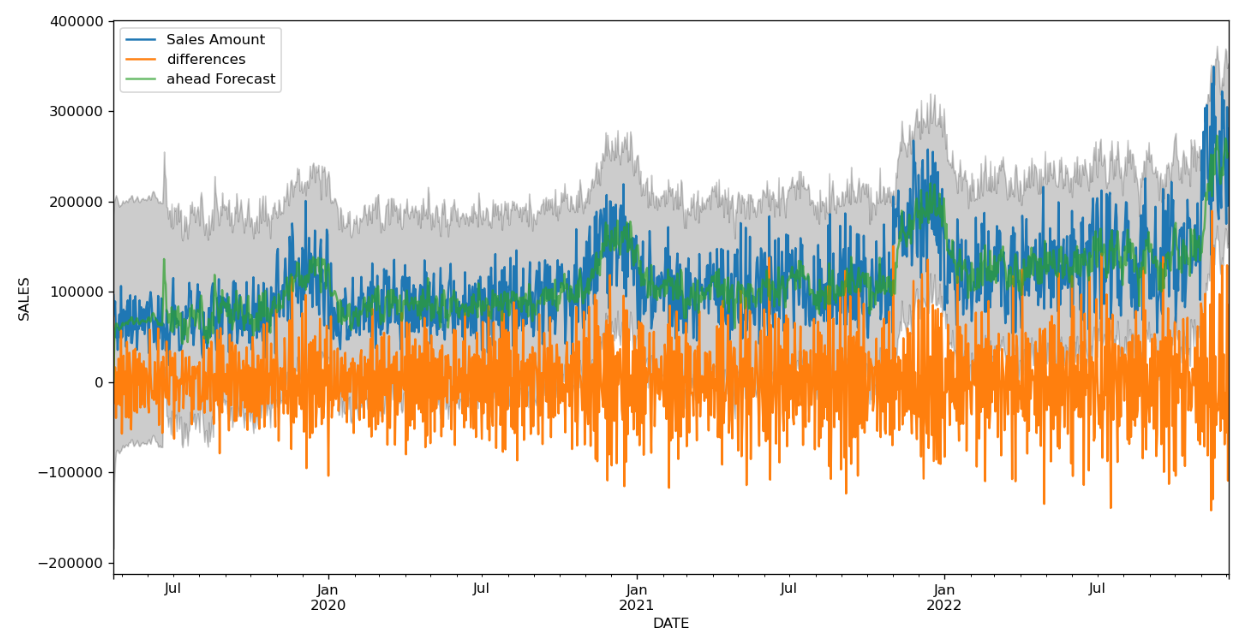 400000
300000
200000
100000
0
−100000
−200000
SALES
Sales Amount
differences
ahead Forecast
Jul
Jan
2020
Jul
Jan
2021
Jul
Jan
2022
Jul
DATE